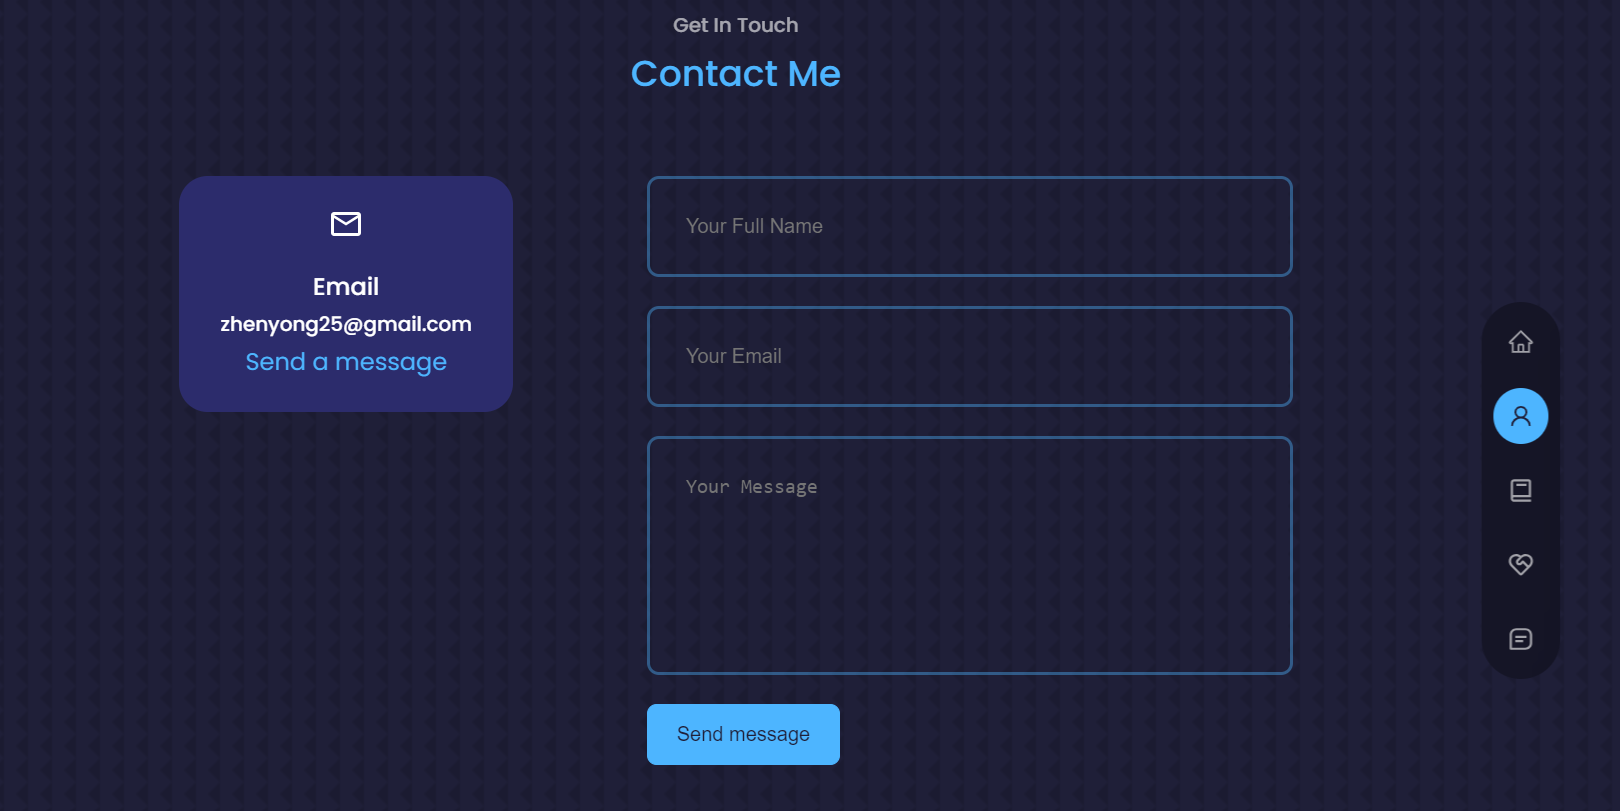 Get In Touch
Contact Me
Email
zhenyong25@gmail.com
Send a message
Your Full Name
Your Email
Your Message
Send message